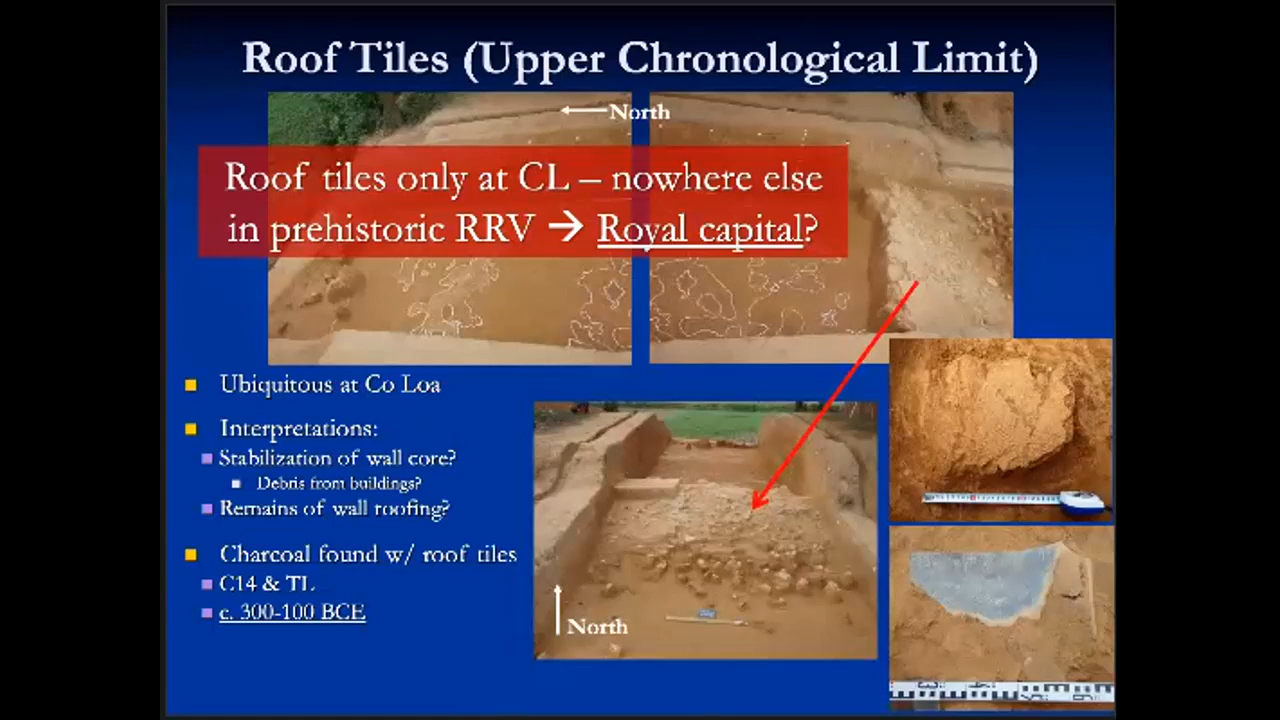 Roof Tiles (Upper Chronological Limit)
North
Roof tiles only at CL – nowhere else
in prehistoric RRV → Royal capital?
Ubiquitous at Co Loa
Interpretations:
Stabilization of wall core?
Debris from buildings?
Remains of wall roofing?
Charcoal found w/ roof tiles
C14 & TL
c. 300-100 BCE
North